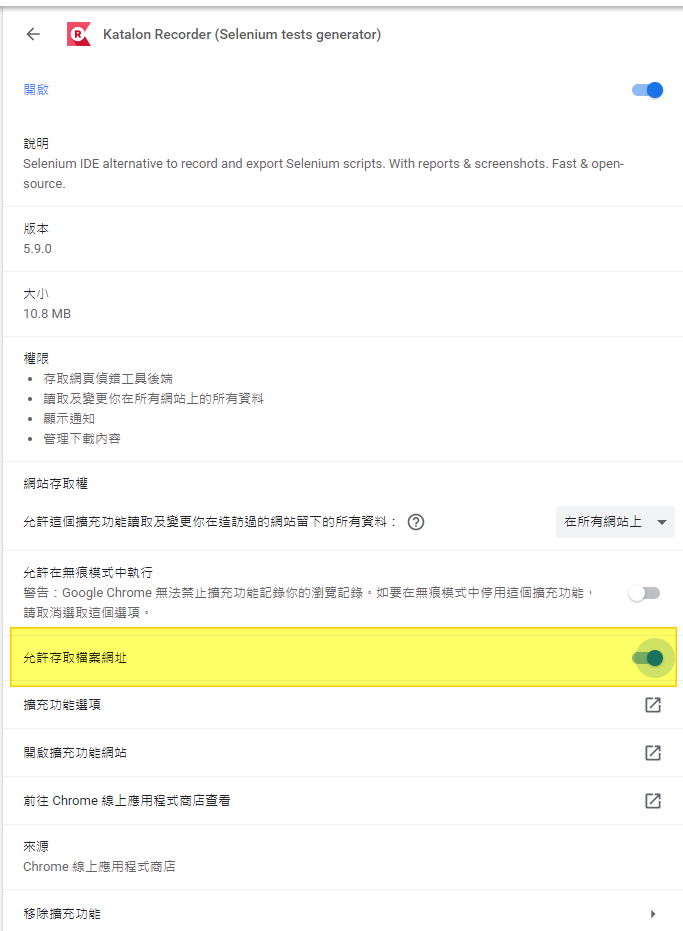 Katalon Recorder (Selenium tests generator)
開啟
說明
Selenium IDE alternative to record and export Selenium scripts. With reports & screenshots. Fast & open-
source.
版本
5.9.0
大小
10.8 MB
權限
存取網頁偵錯工具後端
讀取及變更你在所有網站上的所有資料
顯示通知
管理下載內容
網站存取權
允許這個擴充功能讀取及變更你在造訪過的網站留下的所有資料：
在所有網站上
允許在無痕模式中執行
警告：Google Chrome 無法禁止擴充功能記錄你的瀏覽記錄。如要在無痕模式中停用這個擴充功能，
請取消選取這個選項。
允許存取檔案網址
擴充功能選項
開啟擴充功能網站
前往 Chrome 線上應用程式商店查看
來源
Chrome 線上應用程式商店
移除擴充功能